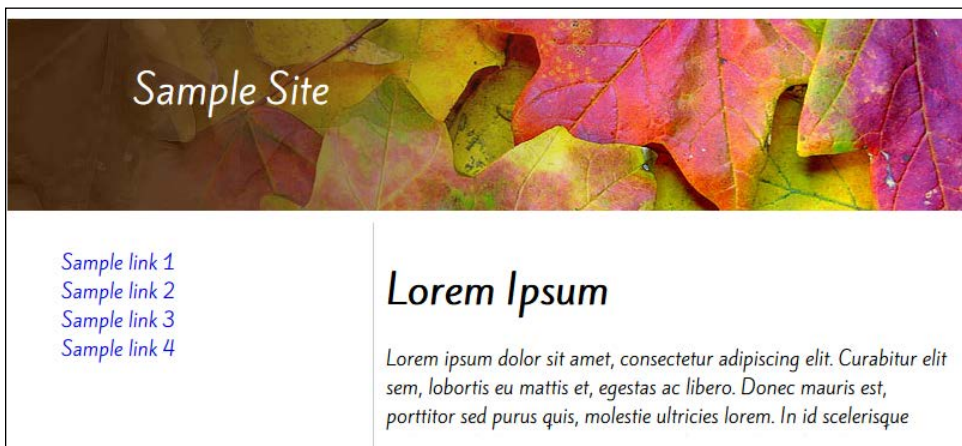 Sample Site
Sample link 1
Sample link 2
Sample link 3
Sample link 4
Lorem Ipsum
Lorem ipsum dolor sit amet, consectetur adipiscing elit. Curabitur elit
sem, lobortis eu mattis et, egestas ac libero. Donec mauris est,
porttitor sed purus quis, molestie ultricies lorem. In id scelerisque